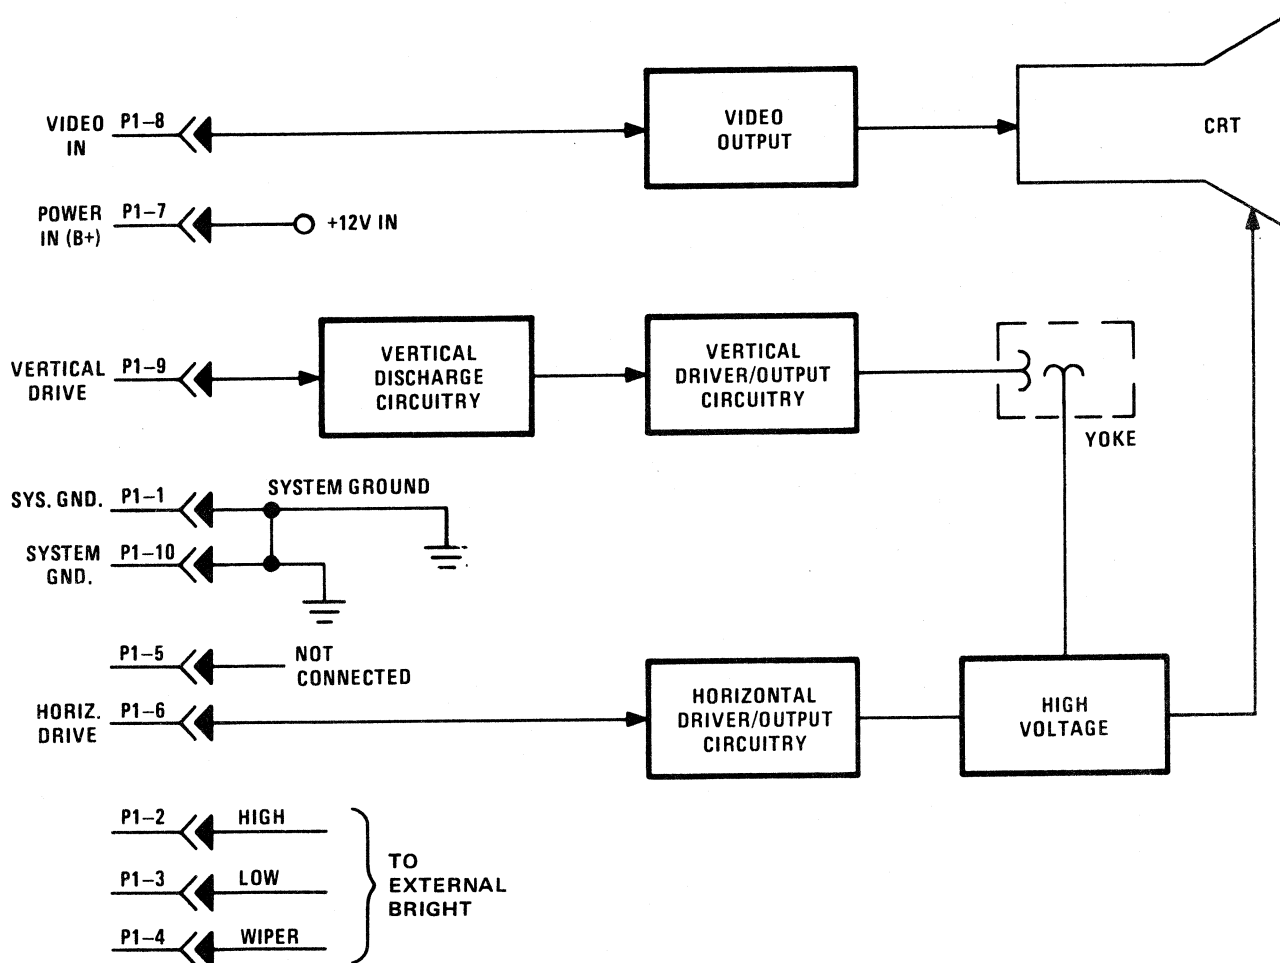 VIDEO
IN
P1–8
VIDEO
OUTPUT
CRT
POWER
IN (B+)
P1–7
+12V IN
VERTICAL
DRIVE
P1–9
VERTICAL
DISCHARGE
CIRCUITRY
VERTICAL
DRIVER/OUTPUT
CIRCUITRY
YOKE
SYS. GND.
P1–1
SYSTEM GROUND
SYSTEM
GND.
P1–10
P1–5
NOT
CONNECTED
HORIZ.
DRIVE
P1–6
HORIZONTAL
DRIVER/OUTPUT
CIRCUITRY
HIGH
VOLTAGE
P1–2
HIGH
P1–3
LOW
P1–4
WIPER
TO
EXTERNAL
BRIGHT